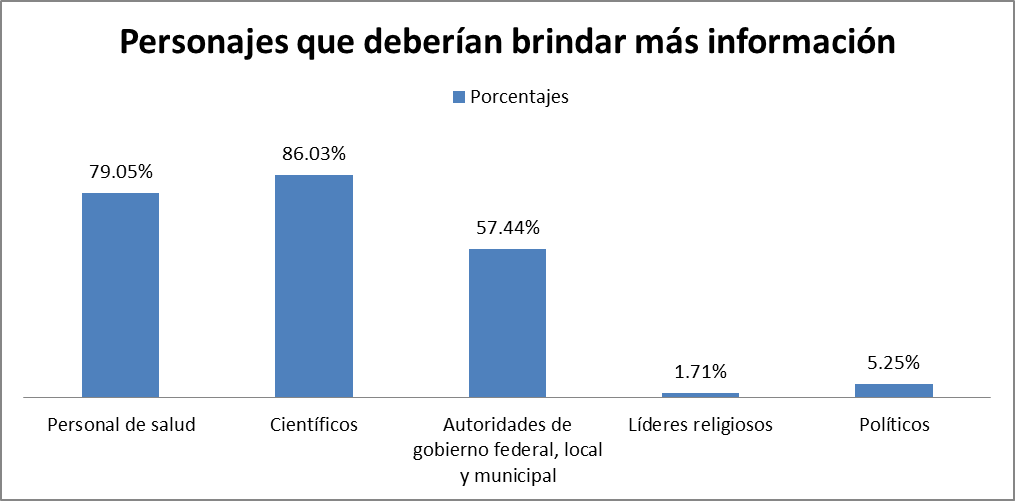 Personajes que deberían brindar más información
Porcentajes
79.05%
86.03%
57.44%
1.71%
5.25%
Personal de salud
Científicos
Autoridades de
gobierno federal, local
y municipal
Líderes religiosos
Políticos